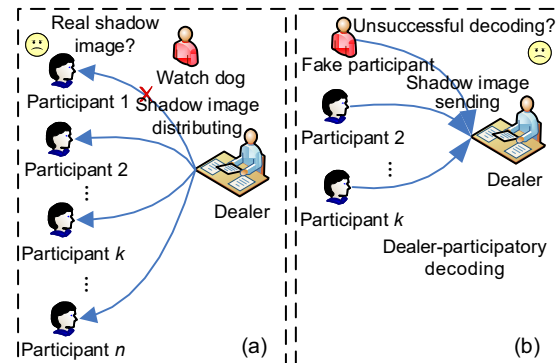 Real shadow
image?
Watch dog
Participant 1
Shadow image
distributing
Participant 2
...
Dealer
Participant k
...
Participant n
(a)
Unsuccessful decoding?
Fake participant
Shadow image
sending
Participant 2
...
Dealer
Participant k
Dealer-participatory
decoding
(b)